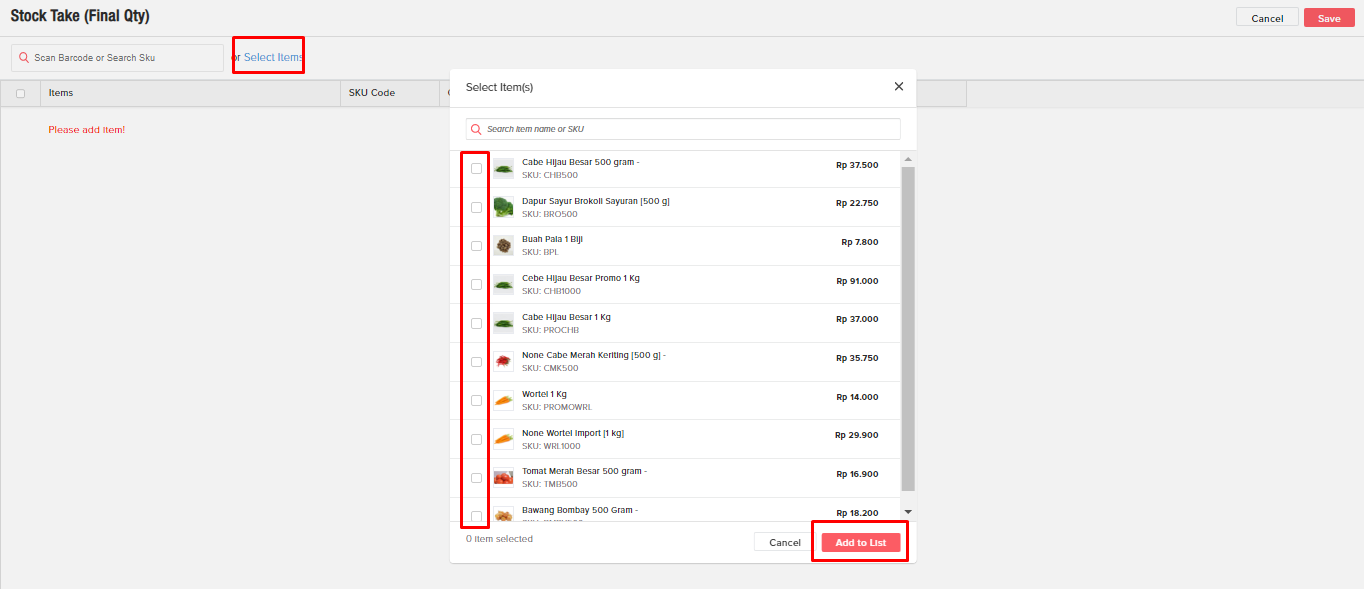 Stock Take (Final Qty)
Cancel
Save
Scan Barcode or Search Sku
or Select Items
Items
SKU Code
Please add item!
Select Item(s)
Search item name or SKU
Cabe Hijau Besar 500 gram - Rp 37.500
SKU: CHB500
Dapur Sayur Brokoli Sayuran [500 g] Rp 22.750
SKU: BRO500
Buah Pala 1 Biji Rp 7.800
SKU: BPL
Cebe Hijau Besar Promo 1 Kg Rp 91.000
SKU: CHB1000
Cabe Hijau Besar 1 Kg Rp 37.000
SKU: PROCHB
None Cabe Merah Keriting [500 g] - Rp 35.750
SKU: CMK500
Wortel 1 Kg Rp 14.000
SKU: PROMOWRL
None Wortel Import [1 kg] Rp 29.900
SKU: WRL1000
Tomat Merah Besar 500 gram - Rp 16.900
SKU: TMB500
Bawang Bombay 500 Gram - Rp 18.200
0 item selected
Cancel
Add to List